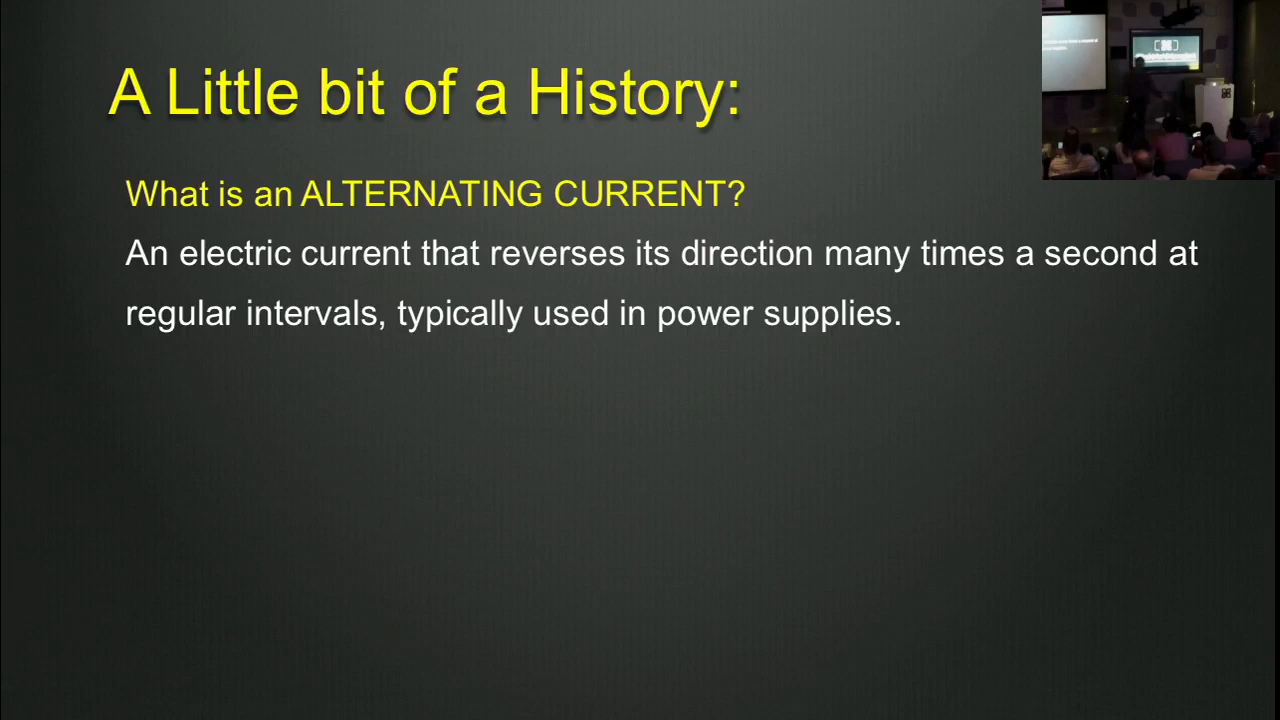 A Little bit of a History:
What is an ALTERNATING CURRENT?
An electric current that reverses its direction many times a second at
regular intervals, typically used in power supplies.